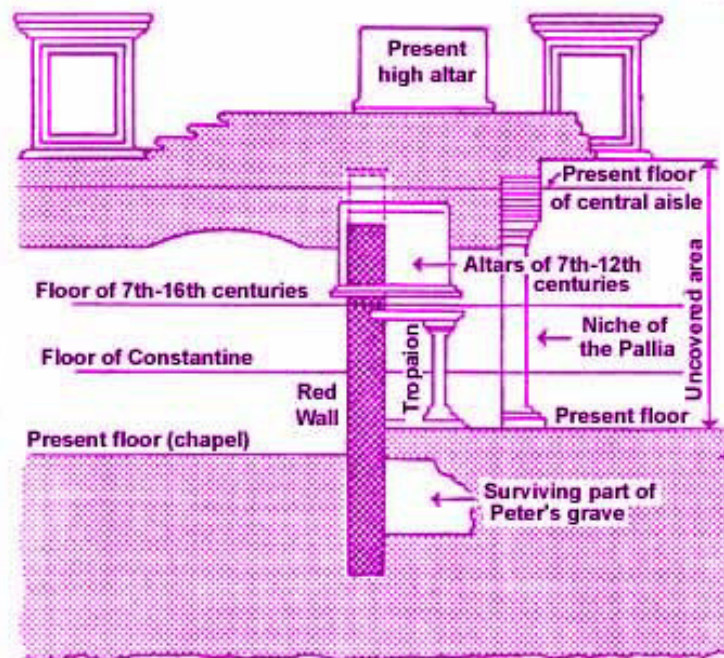 Present
high altar
Present floor
of central aisle
Altars of 7th-12th
centuries
Floor of 7th-16th centuries
Niche of
the Pallia
Uncovered area
Floor of Constantine
Tropaion
Red
Wall
Present floor
Present floor (chapel)
Surviving part of
Peter's grave